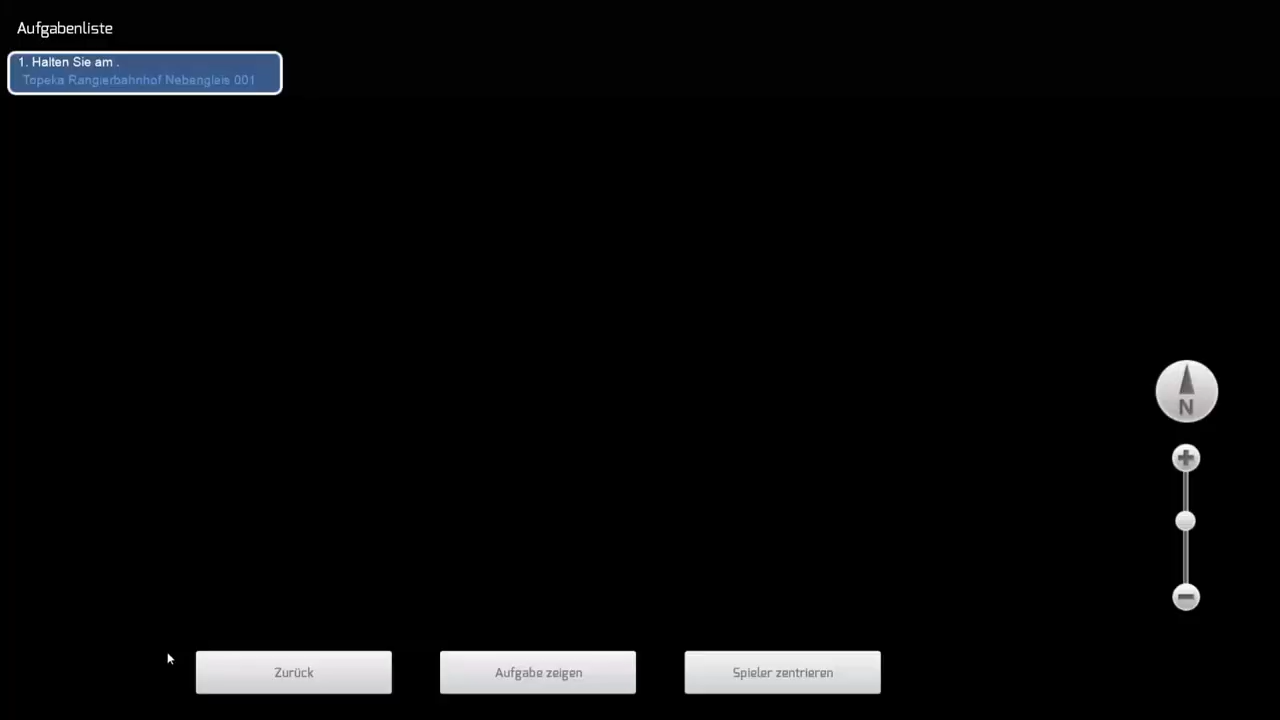 Aufgabenliste
1. Halten Sie am .
Topeka Rangierbahnhof Nebengleis 001
N
Zurück
Aufgabe zeigen
Spieler zentrieren